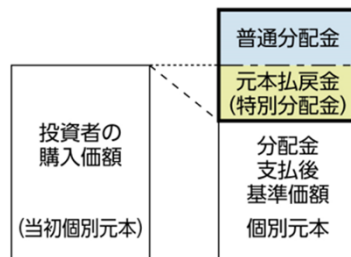 普通分配金
元本払戻金
(特別分配金)
投資者の
購入価額
(当初個別元本)
分配金
支払後
基準価額
個別元本